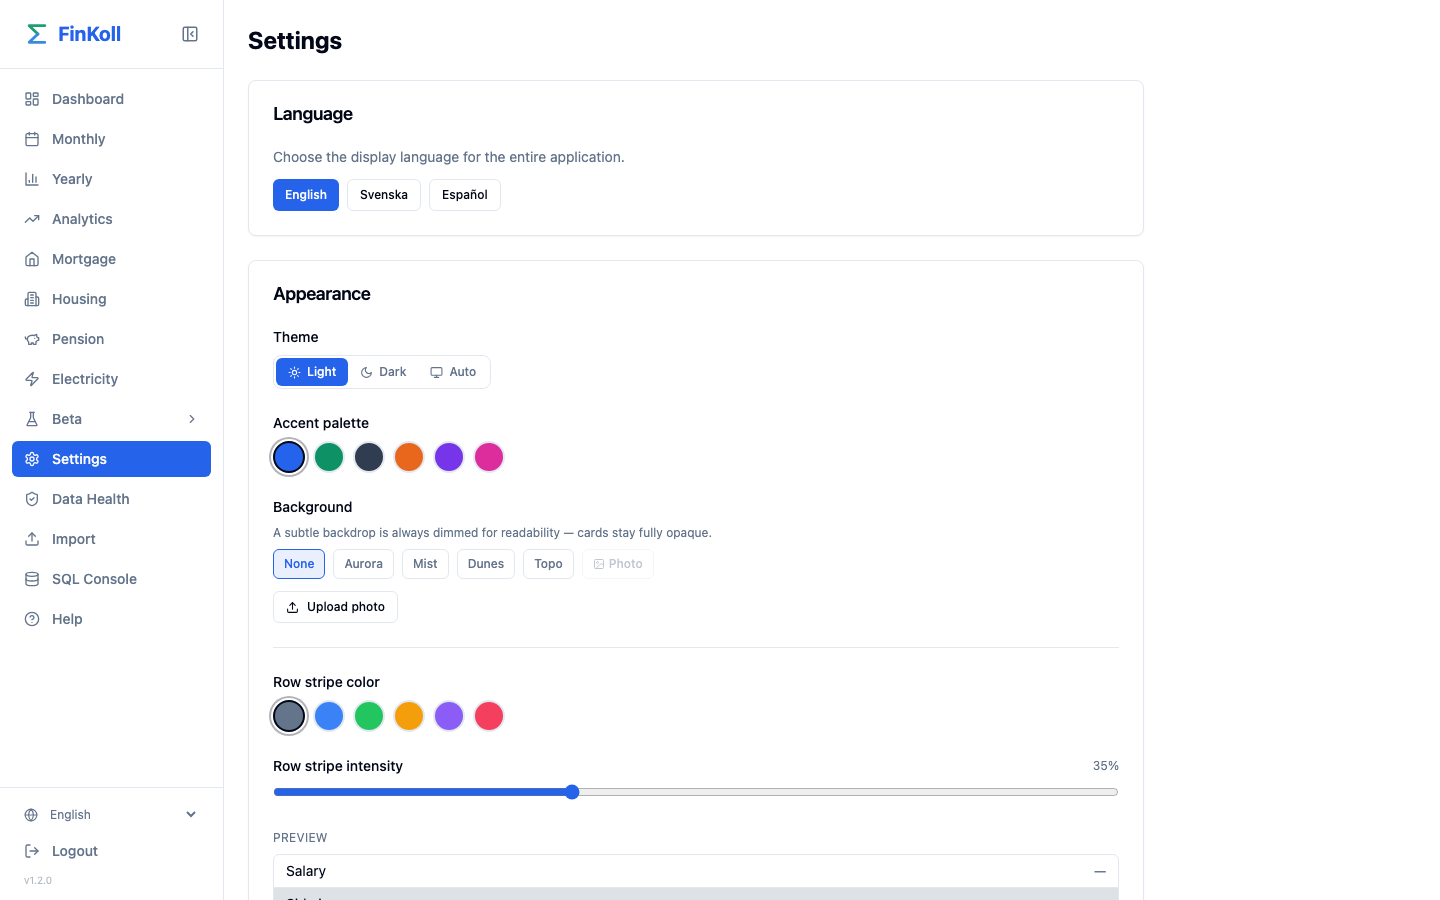 FinKoll
Dashboard
Monthly
Yearly
Analytics
Mortgage
Housing
Pension
Electricity
Beta
Settings
Data Health
Import
SQL Console
Help
English
Logout
v1.2.0
Settings
Language
Choose the display language for the entire application.
English Svenska Español
Appearance
Theme
Light Dark Auto
Accent palette
Background
A subtle backdrop is always dimmed for readability — cards stay fully opaque.
None Aurora Mist Dunes Topo Photo
Upload photo
Row stripe color
Row stripe intensity 35%
PREVIEW
Salary —